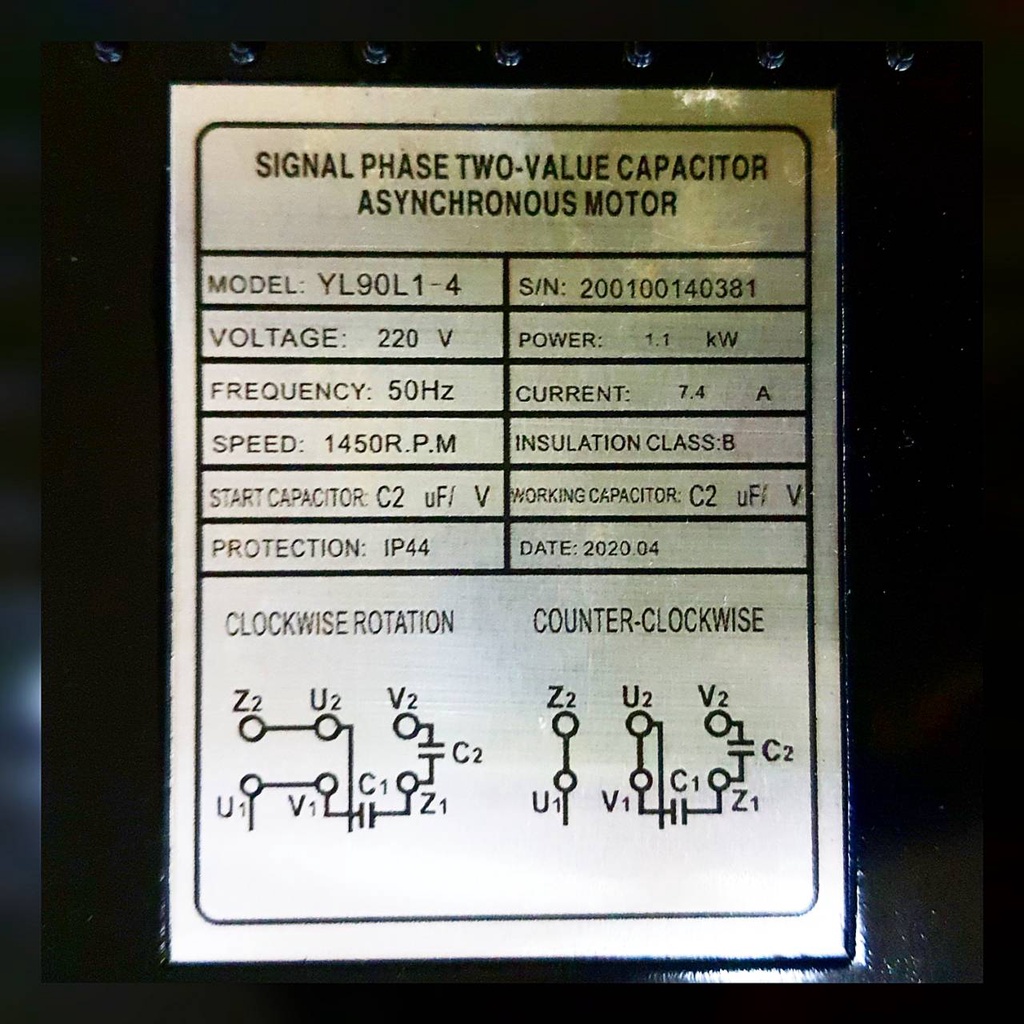 SIGNAL PHASE TWO-VALUE CAPACITOR
ASYNCHRONOUS MOTOR
MODEL: YL90L1-4 S/N: 200100140381
VOLTAGE: 220 V POWER: 1.1 kW
FREQUENCY: 50Hz CURRENT: 7.4 A
SPEED: 1450R.P.M INSULATION CLASS:B
START CAPACITOR: C2 uF/ V WORKING CAPACITOR: C2 uF/ V
PROTECTION: IP44 DATE: 2020.04
CLOCKWISE ROTATION COUNTER-CLOCKWISE
Z2 U2 V2 Z2 U2 V2
C2 C2
U1 V1 C1 Z1 U1 V1 C1 Z1